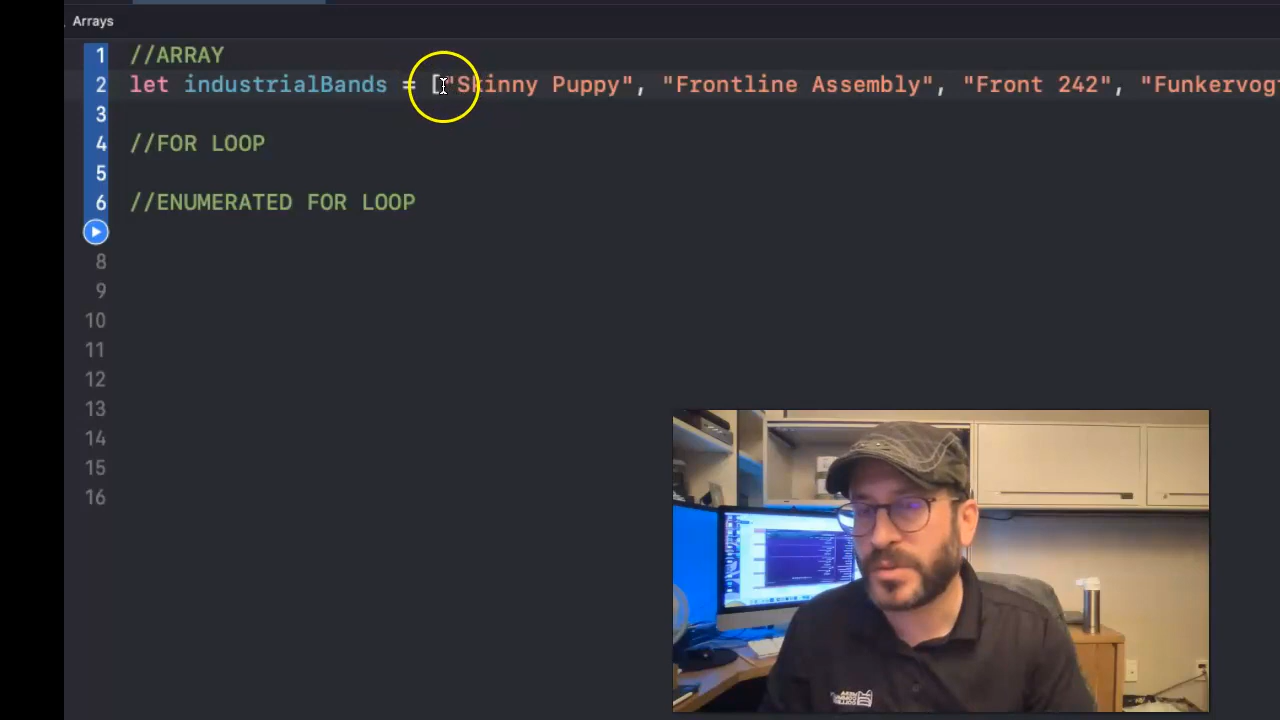 Arrays
1 //ARRAY
2 let industrialBands = ["Skinny Puppy", "Frontline Assembly", "Front 242", "Funkervogt
3
4 //FOR LOOP
5
6 //ENUMERATED FOR LOOP
8
9
10
11
12
13
14
15
16